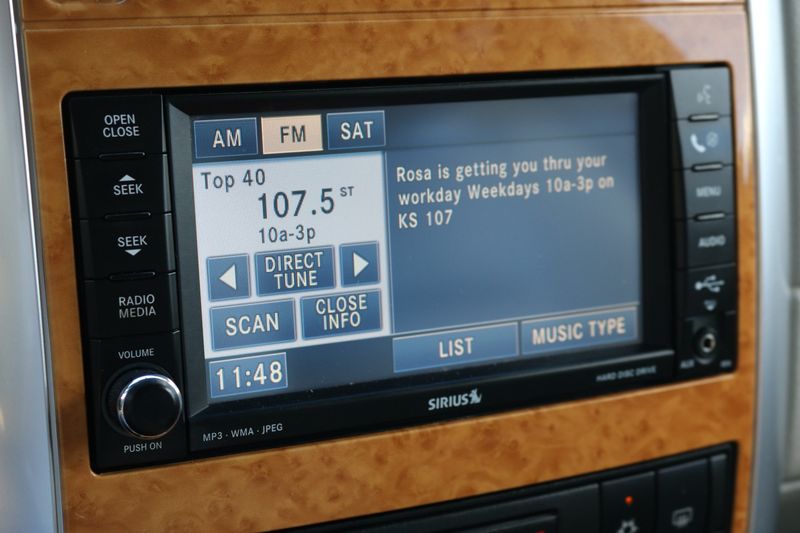 OPEN
CLOSE
SEEK
SEEK
RADIO
MEDIA
VOLUME
PUSH ON
AM
FM
SAT
Top 40
107.5 ST
10a-3p
DIRECT
TUNE
SCAN
CLOSE
INFO
11:48
Rosa is getting you thru your
workday Weekdays 10a-3p on
KS 107
LIST
MUSIC TYPE
SIRIUS
MP3 · WMA · JPEG
HARD DISC DRIVE
MENU
AUDIO
AUX